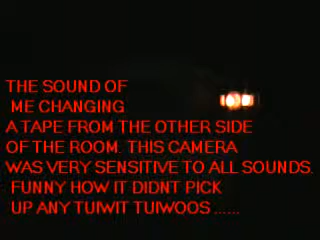 THE SOUND OF
ME CHANGING
A TAPE FROM THE OTHER SIDE
OF THE ROOM. THIS CAMERA
WAS VERY SENSITIVE TO ALL SOUNDS.
FUNNY HOW IT DIDNT PICK
UP ANY TUIWIT TUIWOOS ......